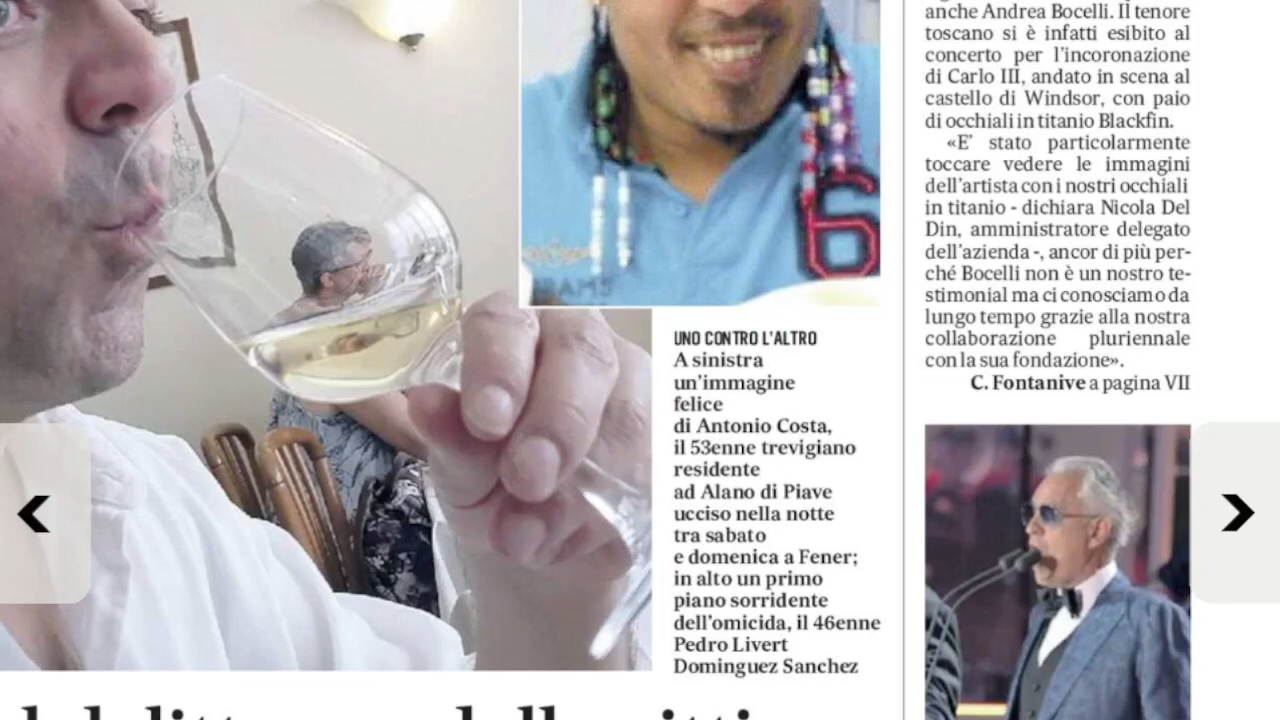 anche Andrea Bocelli. Il tenore
toscano si è infatti esibito al
concerto per l'incoronazione
di Carlo III, andato in scena al
castello di Windsor, con paio
di occhiali in titanio Blackfin.
«E' stato particolarmente
toccare vedere le immagini
dell'artista con i nostri occhiali
in titanio - dichiara Nicola Del
Din, amministratore delegato
dell'azienda -, ancor di più per-
ché Bocelli non è un nostro te-
stimonial ma ci conosciamo da
lungo tempo grazie alla nostra
collaborazione pluriennale
con la sua fondazione».
C. Fontanive a pagina VII
6
UNO CONTRO L'ALTRO
A sinistra
un'immagine
felice
di Antonio Costa,
il 53enne trevigiano
residente
ad Alano di Piave
ucciso nella notte
tra sabato
e domenica a Fener;
in alto un primo
piano sorridente
dell'omicida, il 46enne
Pedro Livert
Dominguez Sanchez